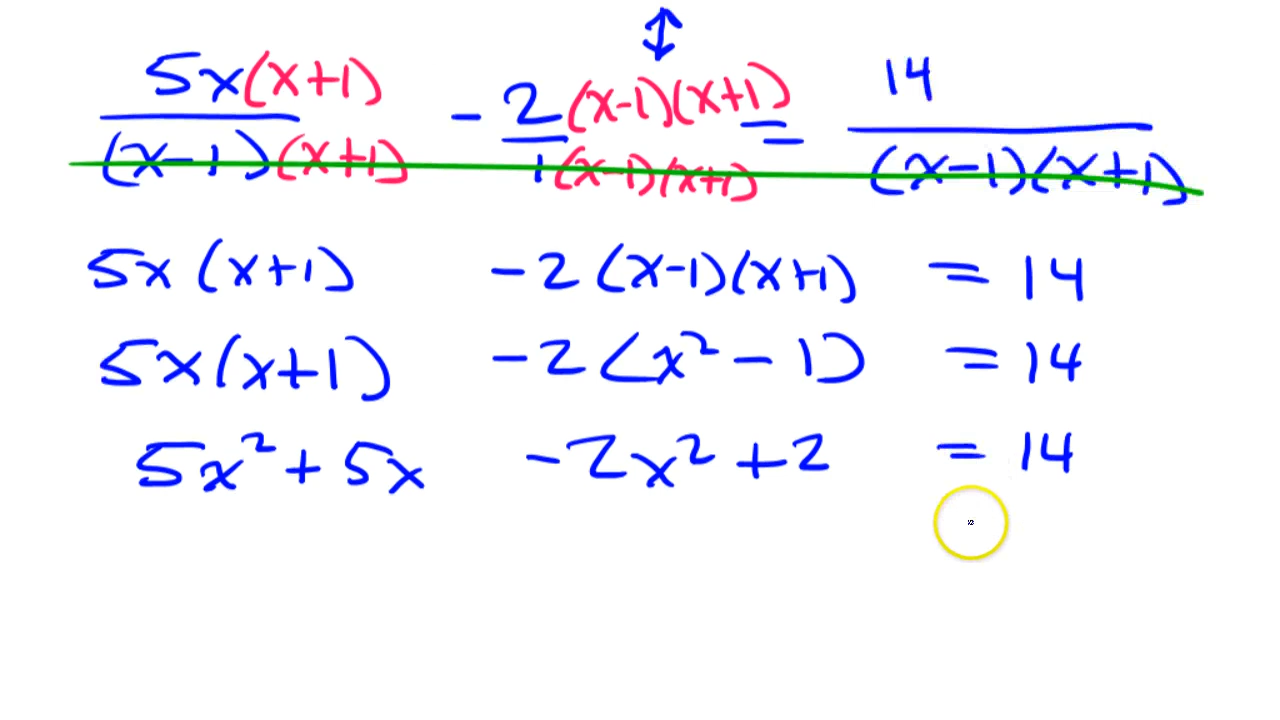 5x(x+1) - 2(x-1)(x+1) = 14
(x-1)(x+1) 1(x-1)(x+1) (x-1)(x+1)
5x(x+1) -2(x-1)(x+1) = 14
5x(x+1) -2(x² - 1) = 14
5x² + 5x -2x² + 2 = 14